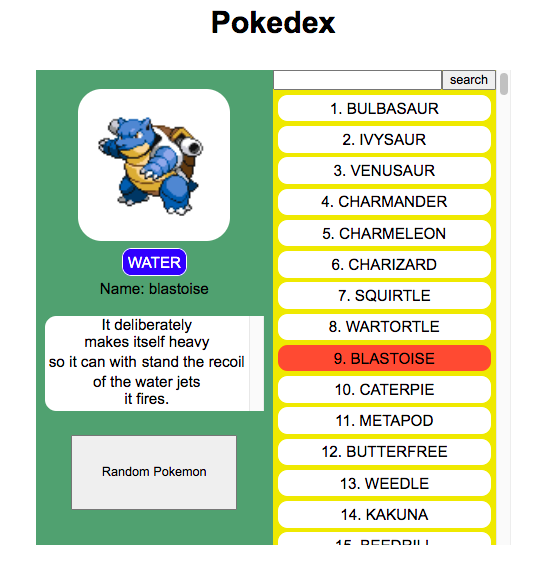 Pokedex
WATER
Name: blastoise
It deliberately
makes itself heavy
so it can with stand the recoil
of the water jets
it fires.
Random Pokemon
search
1. BULBASAUR
2. IVYSAUR
3. VENUSAUR
4. CHARMANDER
5. CHARMELEON
6. CHARIZARD
7. SQUIRTLE
8. WARTORTLE
9. BLASTOISE
10. CATERPIE
11. METAPOD
12. BUTTERFREE
13. WEEDLE
14. KAKUNA
15. BEEDRILL